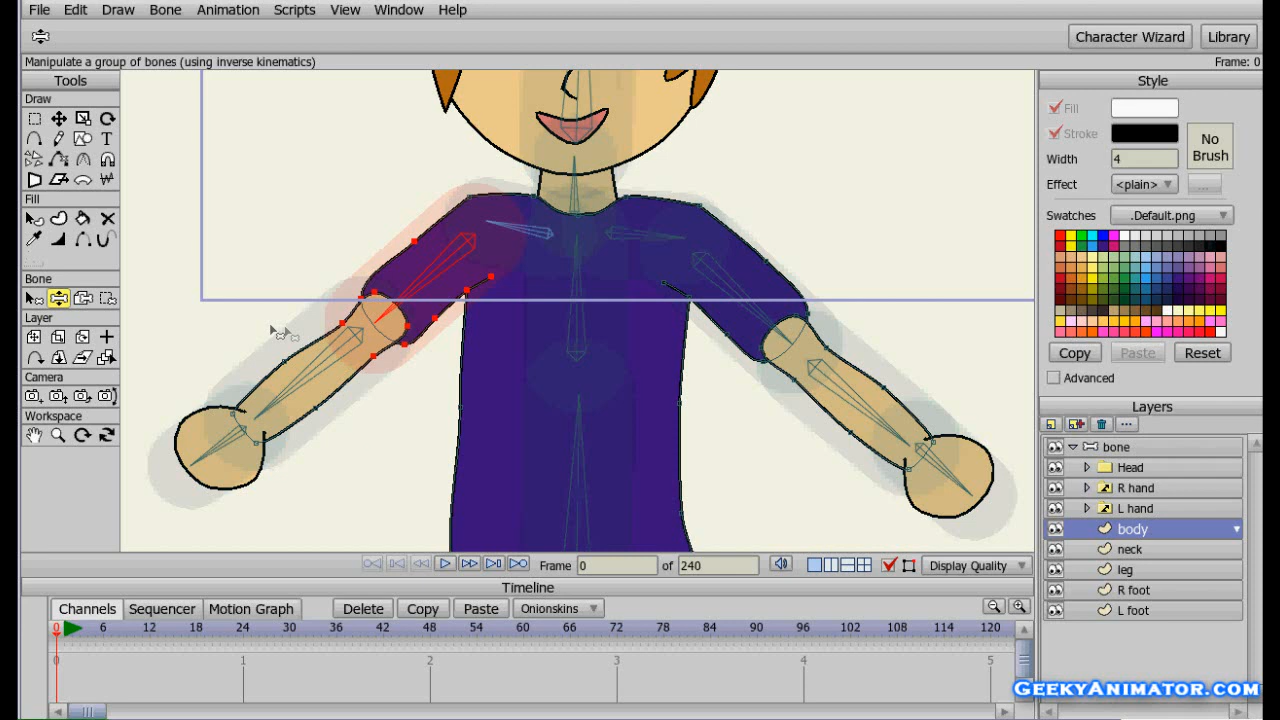 File Edit Draw Bone Animation Scripts View Window Help
Character Wizard Library
Manipulate a group of bones (using inverse kinematics) Frame: 0
Tools
Draw
T
Fill
Bone
Layer
Camera
Workspace
Style
Fill
Stroke
No Brush
Width 4
Effect <plain> ...
Swatches .Default.png
Copy Paste Reset
Advanced
Layers
bone
Head
R hand
L hand
body
neck
leg
R foot
L foot
Frame 0 of 240 Display Quality
Timeline
Channels Sequencer Motion Graph Delete Copy Paste Onionskins
0 6 12 18 24 30 36 42 48 54 60 66 72 78 84 90 96 102 108 114 120
0 1 2 3 4 5
GeekyAnimator.com